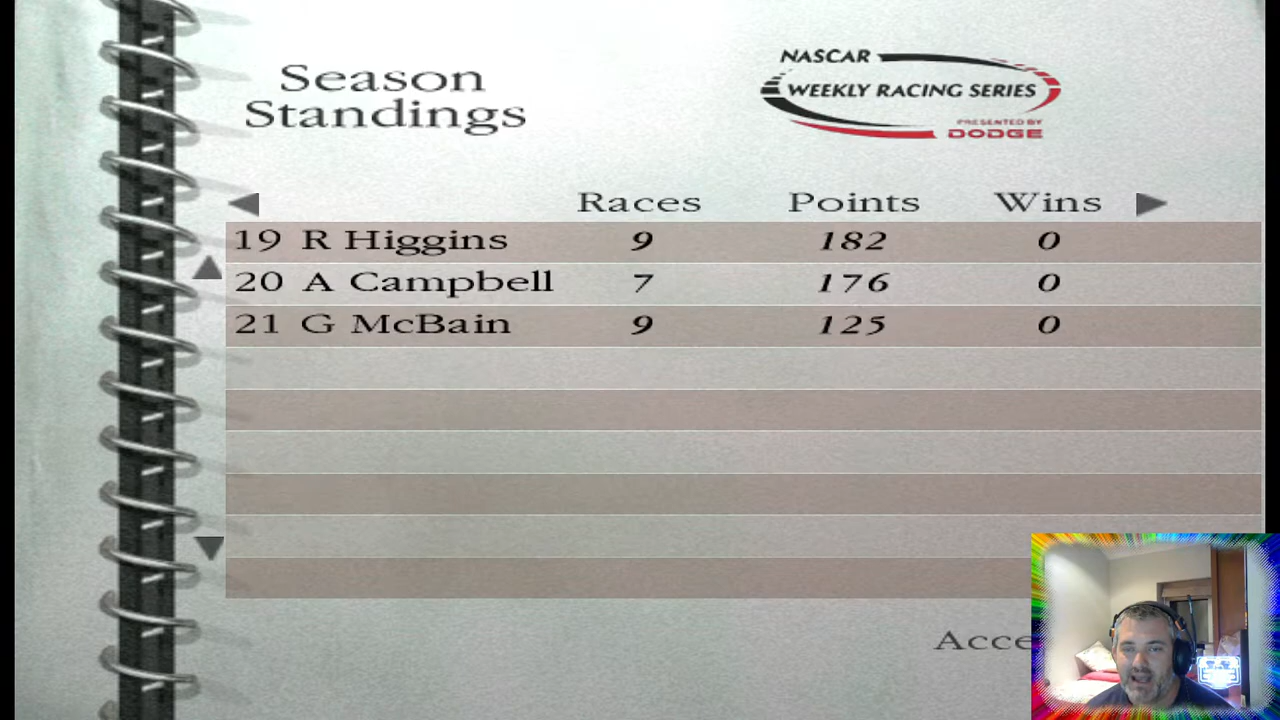 Season
Standings
NASCAR
WEEKLY RACING SERIES
PRESENTED BY
DODGE
Races Points Wins
19 R Higgins 9 182 0
20 A Campbell 7 176 0
21 G McBain 9 125 0
Acce